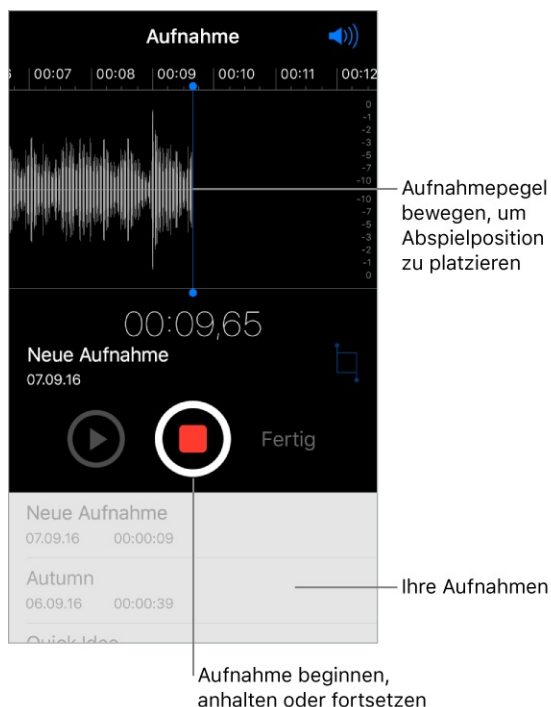 Aufnahme
00:07 00:08 00:09 00:10 00:11 00:12
0
-1
-2
-3
-5
-7
-10
-10
-7
-5
-3
-2
-1
0
Aufnahmepegel
bewegen, um
Abspielposition
zu platzieren
00:09,65
Neue Aufnahme
07.09.16
Fertig
Neue Aufnahme
07.09.16 00:00:09
Autumn
06.09.16 00:00:39
Ihre Aufnahmen
Quick Idea
Aufnahme beginnen,
anhalten oder fortsetzen